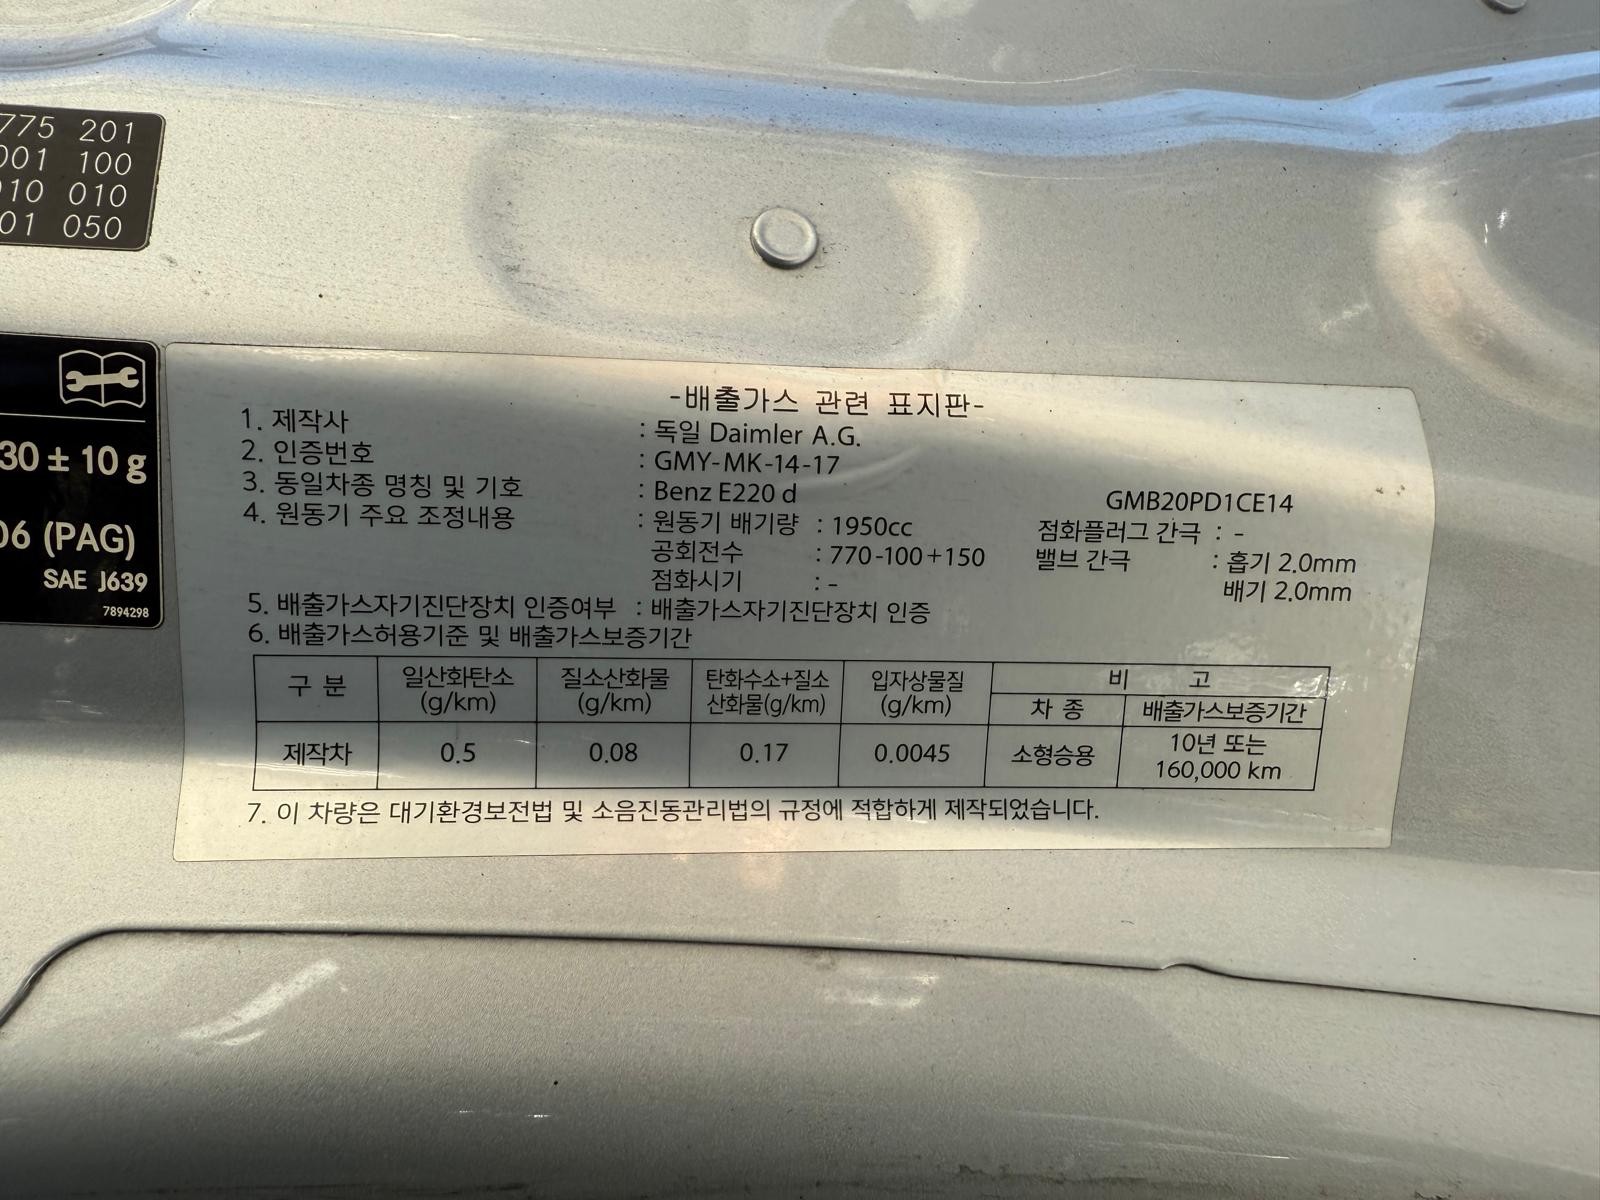 775 201
001 100
010 010
01 050
30 ± 10 g
06 (PAG)
SAE J639
7894298
-배출가스 관련 표지판-
1. 제작사 : 독일 Daimler A.G.
2. 인증번호 : GMY-MK-14-17
3. 동일차종 명칭 및 기호 : Benz E220 d GMB20PD1CE14
4. 원동기 주요 조정내용 : 원동기 배기량 : 1950cc 점화플러그 간극 : -
공회전수 : 770-100+150 밸브 간극 : 흡기 2.0mm
점화시기 : - 배기 2.0mm
5. 배출가스자기진단장치 인증여부 : 배출가스자기진단장치 인증
6. 배출가스허용기준 및 배출가스보증기간
구 분 일산화탄소 (g/km) 질소산화물 (g/km) 탄화수소+질소산화물(g/km) 입자상물질 (g/km) 비 고
차 종 배출가스보증기간
제작차 0.5 0.08 0.17 0.0045 소형승용 10년 또는 160,000 km
7. 이 차량은 대기환경보전법 및 소음진동관리법의 규정에 적합하게 제작되었습니다.